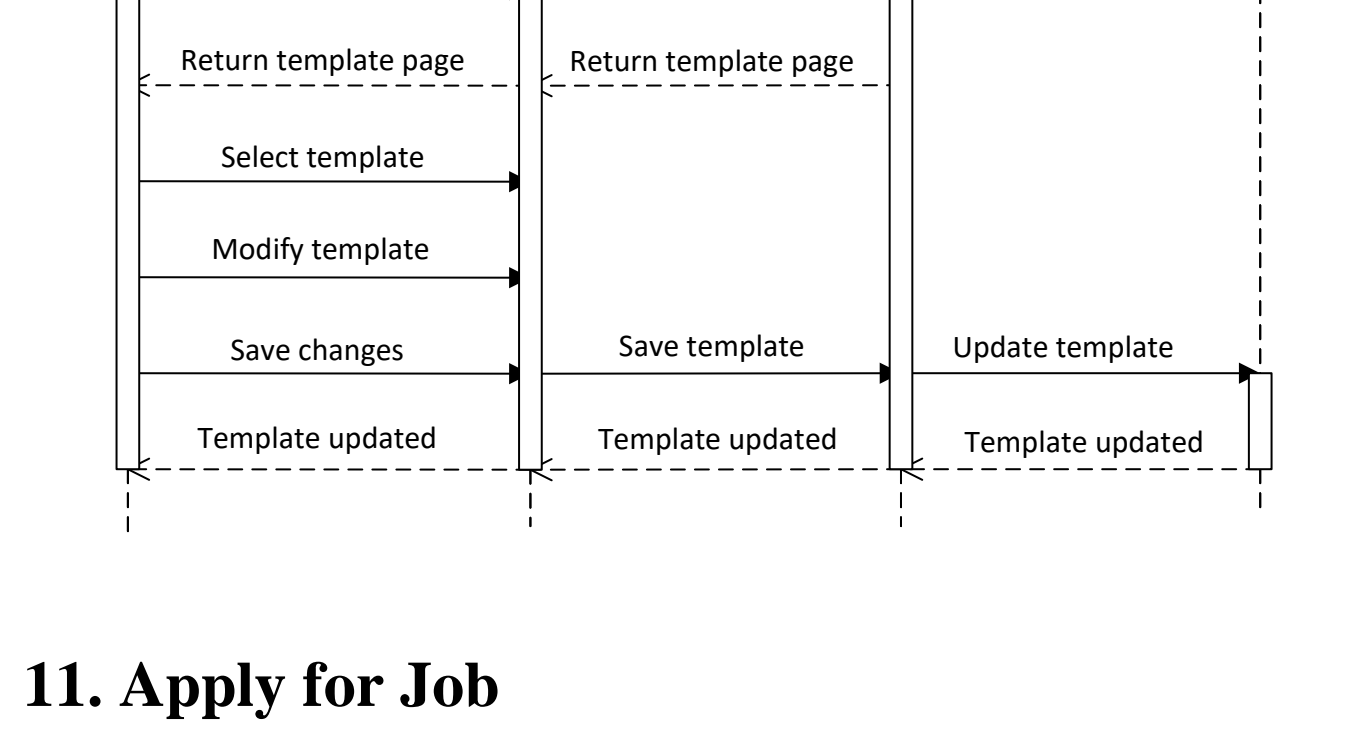 Return template page
Return template page
Select template
Modify template
Save changes
Save template
Update template
Template updated
Template updated
Template updated
11. Apply for Job